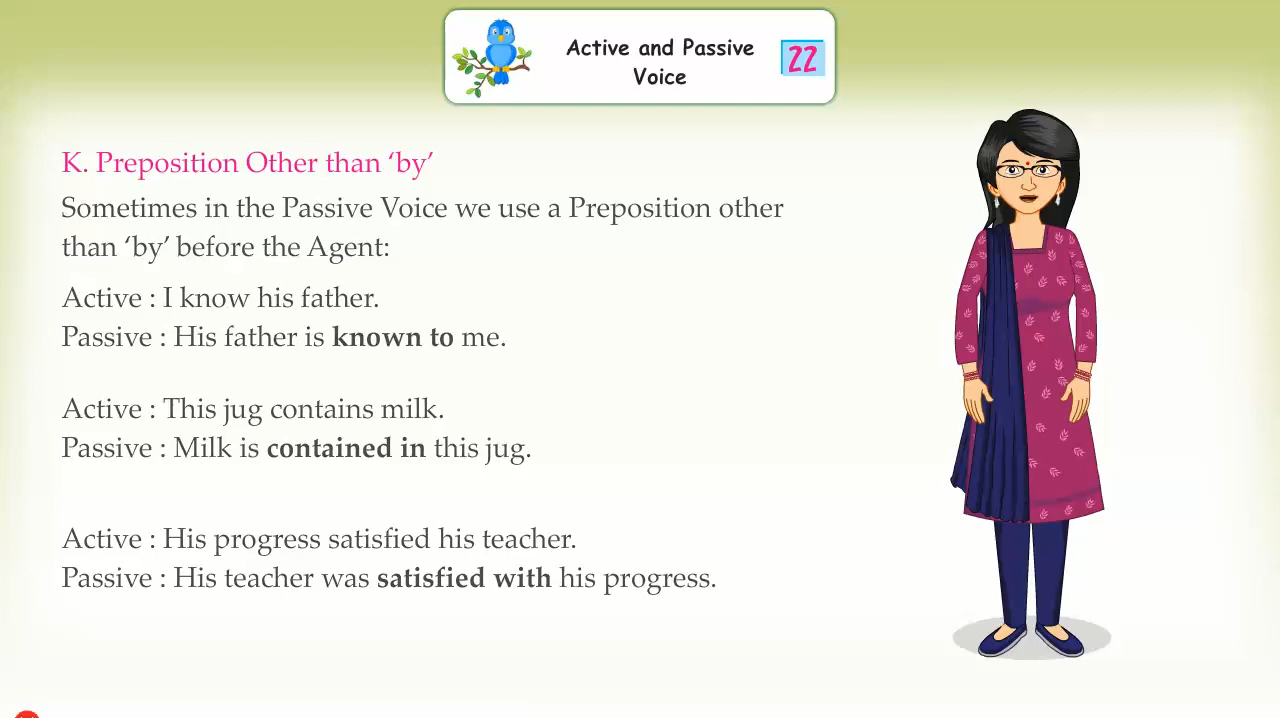 Active and Passive
Voice
22
K. Preposition Other than ‘by’
Sometimes in the Passive Voice we use a Preposition other
than ‘by’ before the Agent:
Active : I know his father.
Passive : His father is known to me.
Active : This jug contains milk.
Passive : Milk is contained in this jug.
Active : His progress satisfied his teacher.
Passive : His teacher was satisfied with his progress.